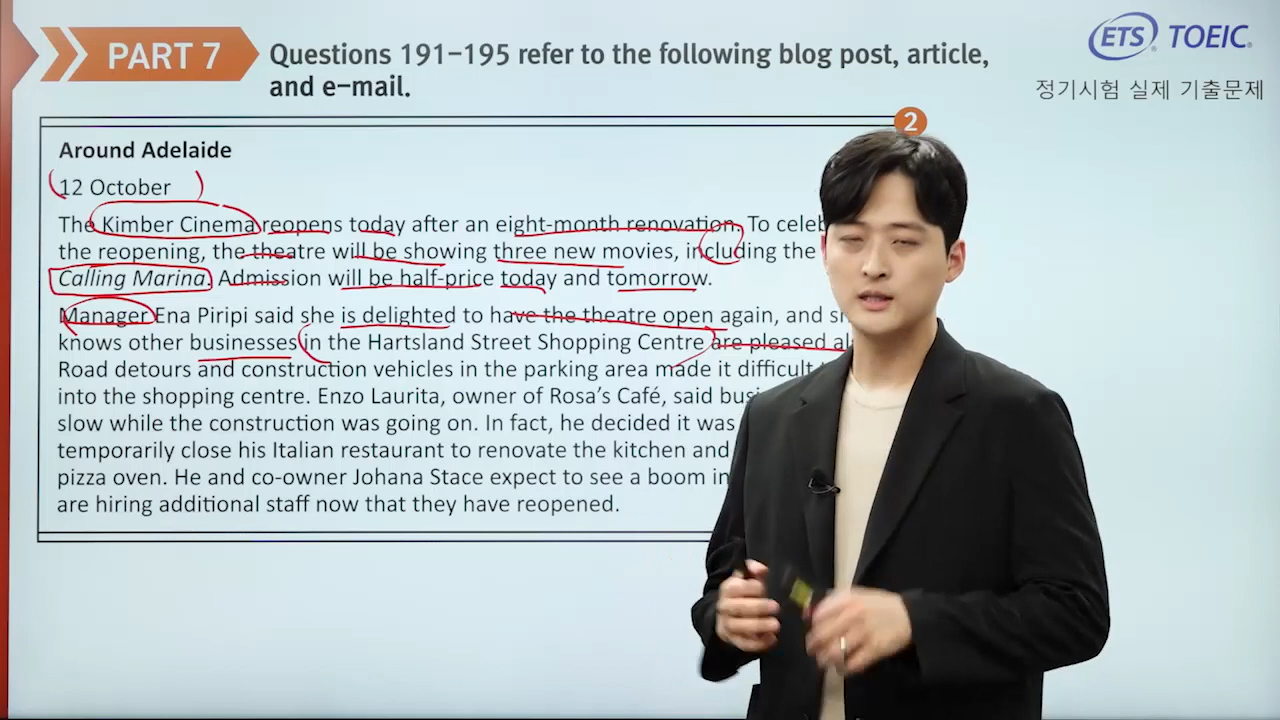 PART 7
Questions 191–195 refer to the following blog post, article,
and e-mail.
ETS TOEIC
정기시험 실제 기출문제
2
Around Adelaide
12 October
The Kimber Cinema reopens today after an eight-month renovation. To
the reopening, the theatre will be showing three new movies, including the
Calling Marina. Admission will be half-price today and tomorrow.
Manager Ena Piripi said she is delighted to have the theatre open again, and
knows other businesses in the Hartsland Street Shopping Centre are pleased
Road detours and construction vehicles in the parking area made it difficult
into the shopping centre. Enzo Laurita, owner of Rosa's Café, said
slow while the construction was going on. In fact, he decided it was
temporarily close his Italian restaurant to renovate the kitchen and
pizza oven. He and co-owner Johana Stace expect to see a boom in
are hiring additional staff now that they have reopened.